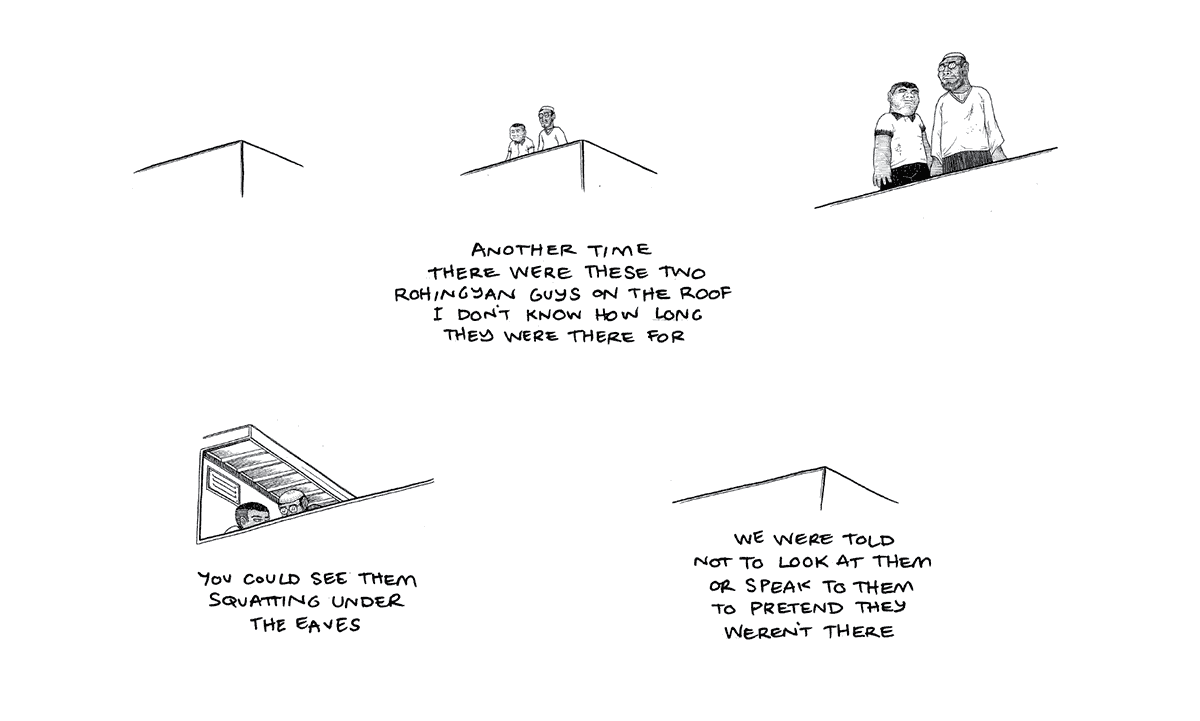 ANOTHER TIME
THERE WERE THESE TWO
ROHINGYAN GUYS ON THE ROOF
I DON'T KNOW HOW LONG
THEY WERE THERE FOR
YOU COULD SEE THEM
SQUATTING UNDER
THE EAVES
WE WERE TOLD
NOT TO LOOK AT THEM
OR SPEAK TO THEM
TO PRETEND THEY
WEREN'T THERE